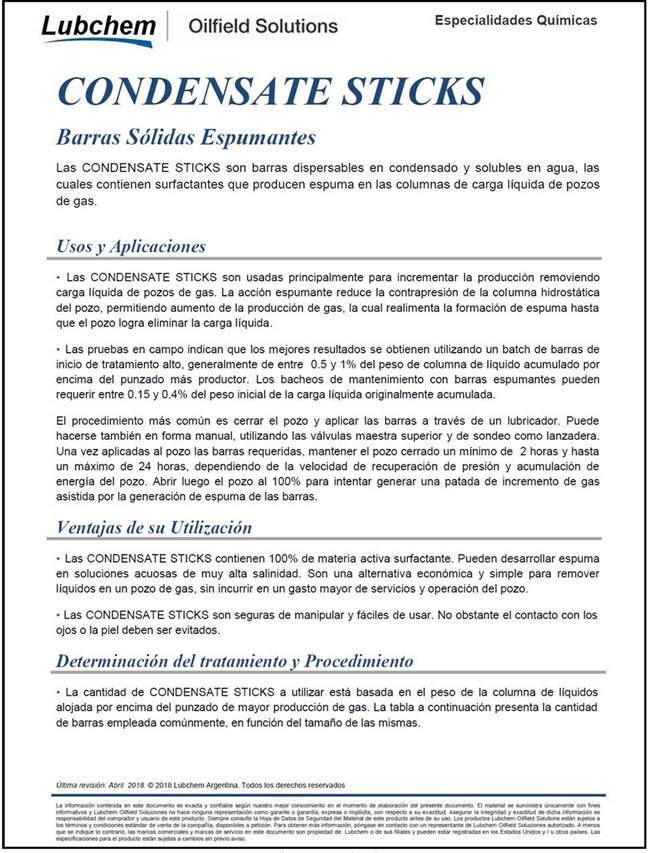 Lubchem
Oilfield Solutions
Especialidades Químicas
CONDENSATE STICKS
Barras Sólidas Espumantes
Las CONDENSATE STICKS son barras dispersables en condensado y solubles en agua, las
cuales contienen surfactantes que producen espuma en las columnas de carga líquida de pozos
de gas.
Usos y Aplicaciones
• Las CONDENSATE STICKS son usadas principalmente para incrementar la producción removiendo
carga líquida de pozos de gas. La acción espumante reduce la contrapresión de la columna hidrostática
del pozo, permitiendo aumento de la producción de gas, la cual realimenta la formación de espuma hasta
que el pozo logra eliminar la carga líquida.
• Las pruebas en campo indican que los mejores resultados se obtienen utilizando un batch de barras de
inicio de tratamiento alto, generalmente de entre 0.5 y 1% del peso de columna de líquido acumulado por
encima del punzado más productor. Los bacheos de mantenimiento con barras espumantes pueden
requerir entre 0.15 y 0.4% del peso inicial de la carga líquida originalmente acumulada.
El procedimiento más común es cerrar el pozo y aplicar las barras a través de un lubricador. Puede
hacerse también en forma manual, utilizando las válvulas maestra superior y de sondeo como lanzadera.
Una vez aplicadas al pozo las barras requeridas, mantener el pozo cerrado un mínimo de 2 horas y hasta
un máximo de 24 horas, dependiendo de la velocidad de recuperación de presión y acumulación de
energía del pozo. Abrir luego el pozo al 100% para intentar generar una patada de incremento de gas
asistida por la generación de espuma de las barras.
Ventajas de su Utilización
• Las CONDENSATE STICKS contienen 100% de materia activa surfactante. Pueden desarrollar espuma
en soluciones acuosas de muy alta salinidad. Son una alternativa económica y simple para remover
líquidos en un pozo de gas, sin incurrir en un gasto mayor de servicios y operación del pozo.
• Las CONDENSATE STICKS son seguras de manipular y fáciles de usar. No obstante el contacto con los
ojos o la piel deben ser evitados.
Determinación del tratamiento y Procedimiento
• La cantidad de CONDENSATE STICKS a utilizar está basada en el peso de la columna de líquidos
alojada por encima del punzado de mayor producción de gas. La tabla a continuación presenta la cantidad
de barras empleada comúnmente, en función del tamaño de las mismas.
Última revisión: Abril 2018. © 2018 Lubchem Argentina. Todos los derechos reservados
La información contenida en este documento es exacta y confiable según nuestro mejor conocimiento en el momento de elaboración del presente documento. El material se suministra únicamente con fines
informativos y Lubchem Oilfield Soluciones no hace ninguna representación como garante o garantía, expresa o implícita, con respecto a su exactitud. Asegurar la integridad y exactitud de dicha información es
responsabilidad del comprador y usuario de este producto. Siempre consulte la Hoja de Datos de Seguridad del Material de este producto antes de su uso. Los productos Lubchem Oilfield Solutions están sujetos a
los términos y condiciones estándar de venta de la compañía, disponibles a petición. Para obtener más información, póngase en contacto con un representante de Lubchem Oilfield Soluciones autorizado. A menos
que se indique lo contrario, las marcas comerciales y marcas de servicio en este documento son propiedad de Lubchem o de sus filiales y pueden estar registradas en los Estados Unidos y / u otros países. Las
especificaciones para el producto están sujetas a cambios sin previo aviso.